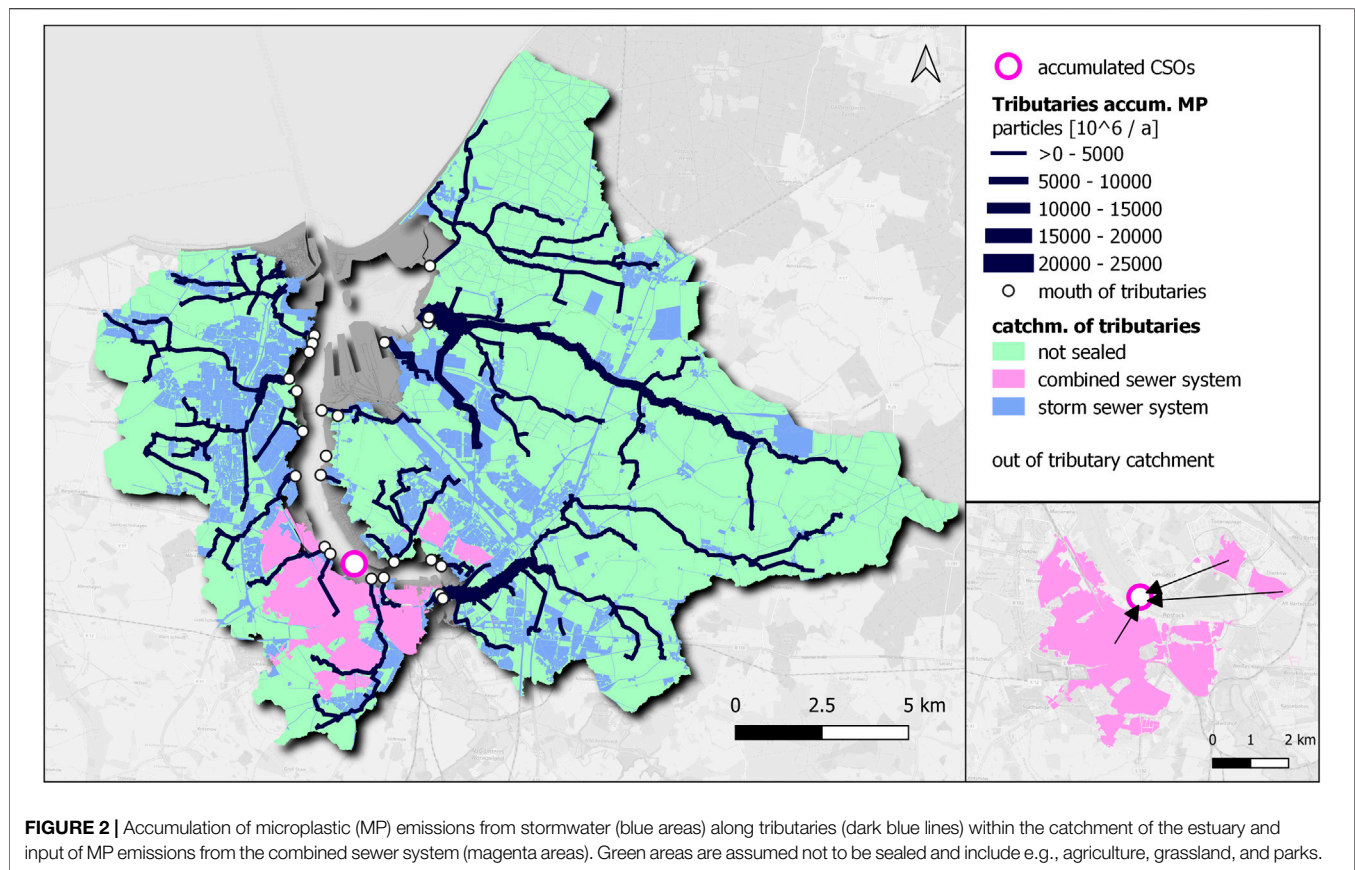 accumulated CSOs
Tributaries accum. MP
particles [10^6 / a]
>0 - 5000
5000 - 10000
10000 - 15000
15000 - 20000
20000 - 25000
mouth of tributaries
catchm. of tributaries
not sealed
combined sewer system
storm sewer system
out of tributary catchment
0 2.5 5 km
0 1 2 km
FIGURE 2 | Accumulation of microplastic (MP) emissions from stormwater (blue areas) along tributaries (dark blue lines) within the catchment of the estuary and
input of MP emissions from the combined sewer system (magenta areas). Green areas are assumed not to be sealed and include e.g., agriculture, grassland, and parks.